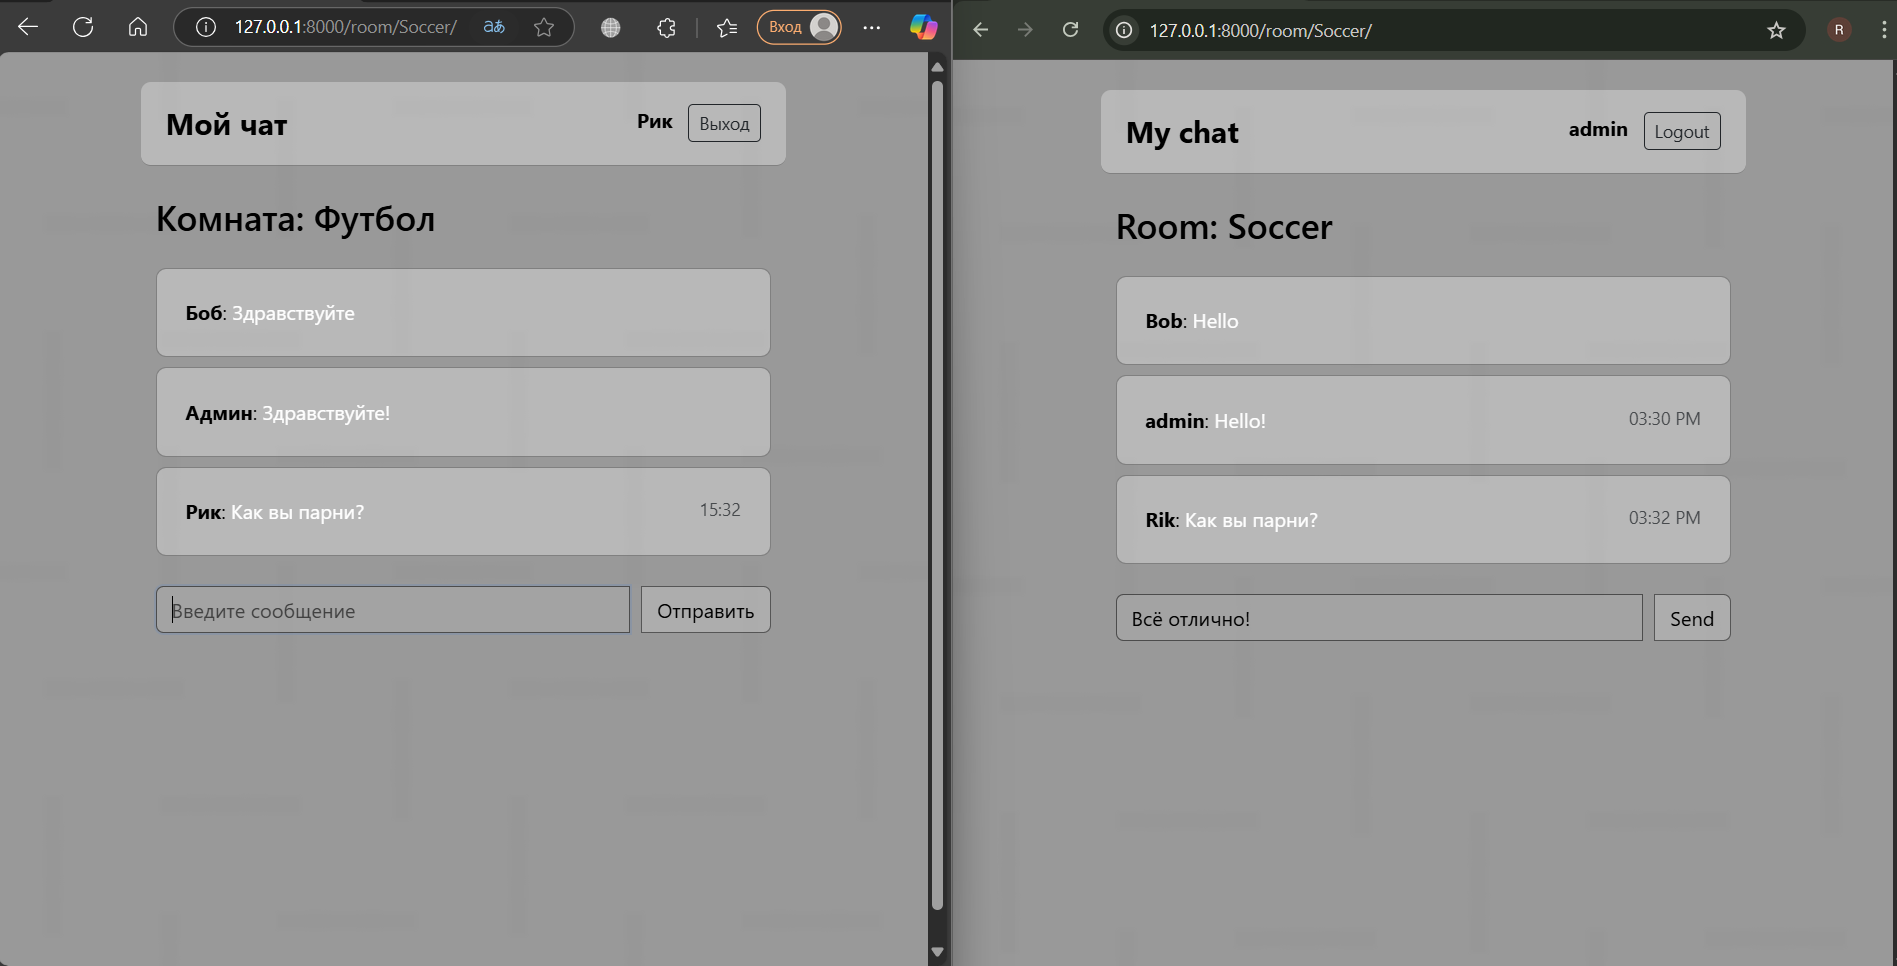 127.0.0.1:8000/room/Soccer/ aあ Вход
Мой чат Рик Выход
Комната: Футбол
Боб: Здравствуйте
Админ: Здравствуйте!
Рик: Как вы парни? 15:32
Введите сообщение Отправить
127.0.0.1:8000/room/Soccer/ R
My chat admin Logout
Room: Soccer
Bob: Hello
admin: Hello! 03:30 PM
Rik: Как вы парни? 03:32 PM
Всё отлично! Send